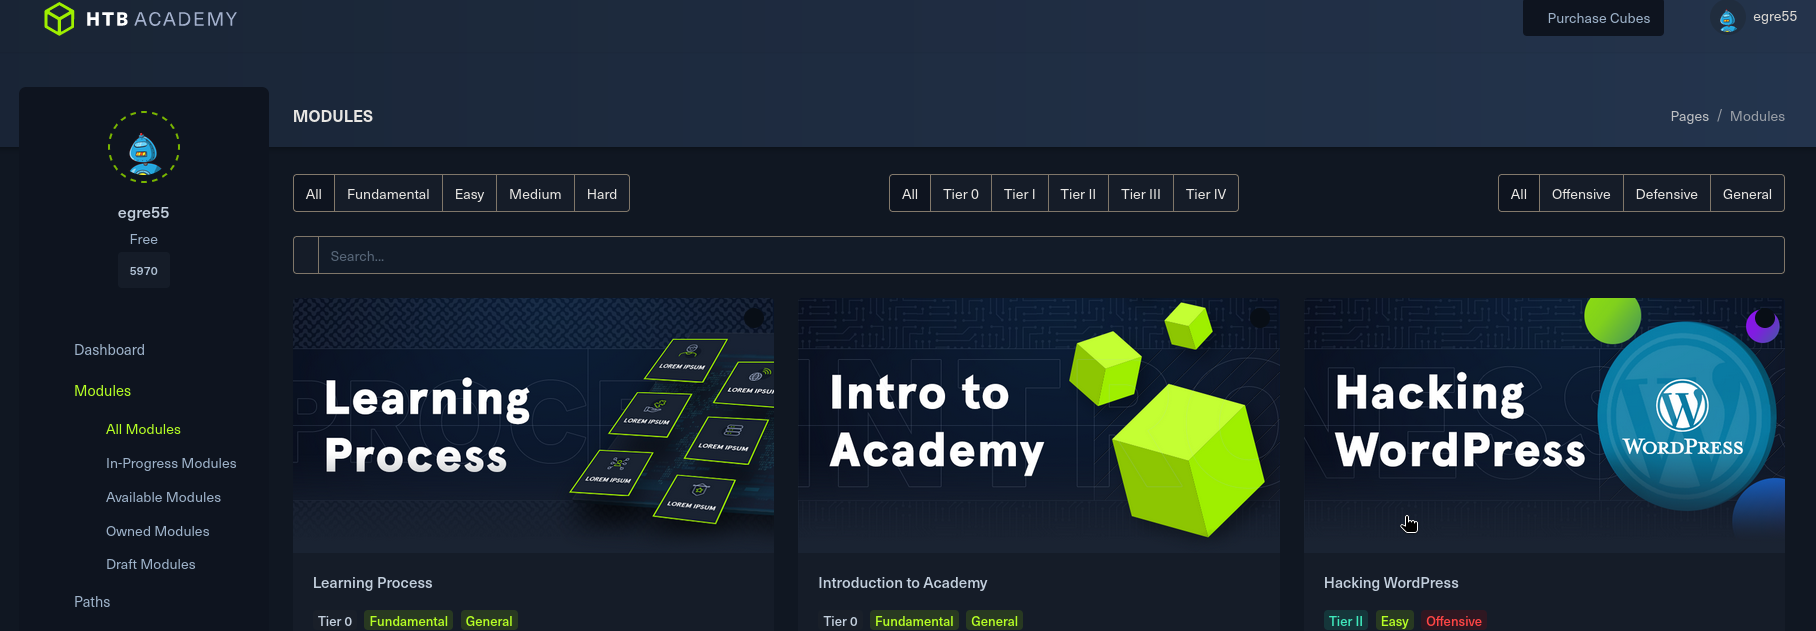 HTB ACADEMY
Purchase Cubes
egre55
MODULES
Pages / Modules
egre55
Free
5970
Dashboard
Modules
All Modules
In-Progress Modules
Available Modules
Owned Modules
Draft Modules
Paths
All Fundamental Easy Medium Hard
All Tier 0 Tier I Tier II Tier III Tier IV
All Offensive Defensive General
Search...
Learning
Process
LOREM IPSUM
LOREM IPSUM
LOREM IPSUM
LOREM IPSUM
LOREM IPSUM
LOREM IPSUM
Learning Process
Tier 0 Fundamental General
Intro to
Academy
Introduction to Academy
Tier 0 Fundamental General
Hacking
WordPress
WORDPRESS
Hacking WordPress
Tier II Easy Offensive